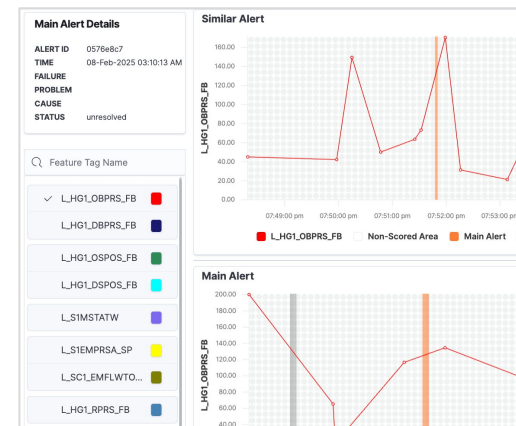 Main Alert Details
ALERT ID 0576e8c7
TIME 08-Feb-2025 03:10:13 AM
FAILURE
PROBLEM
CAUSE
STATUS unresolved
Feature Tag Name
L_HG1_OBPRS_FB
L_HG1_DBPRS_FB
L_HG1_OSPOS_FB
L_HG1_DSPOS_FB
L_S1MSTATW
L_S1EMPRSA_SP
L_SC1_EMFLWTO...
L_HG1_RPRS_FB
Similar Alert
L_HG1_OBPRS_FB
160.00
140.00
120.00
100.00
80.00
60.00
40.00
20.00
0.00
07:49:00 pm 07:50:00 pm 07:51:00 pm 07:52:00 pm 07:53:00 pm
L_HG1_OBPRS_FB Non-Scored Area Main Alert
Main Alert
L_HG1_OBPRS_FB
200.00
180.00
160.00
140.00
120.00
100.00
80.00
60.00
40.00